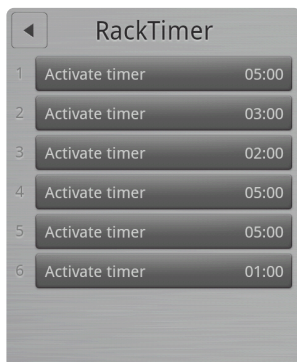 RackTimer
1 Activate timer 05:00
2 Activate timer 03:00
3 Activate timer 02:00
4 Activate timer 05:00
5 Activate timer 05:00
6 Activate timer 01:00